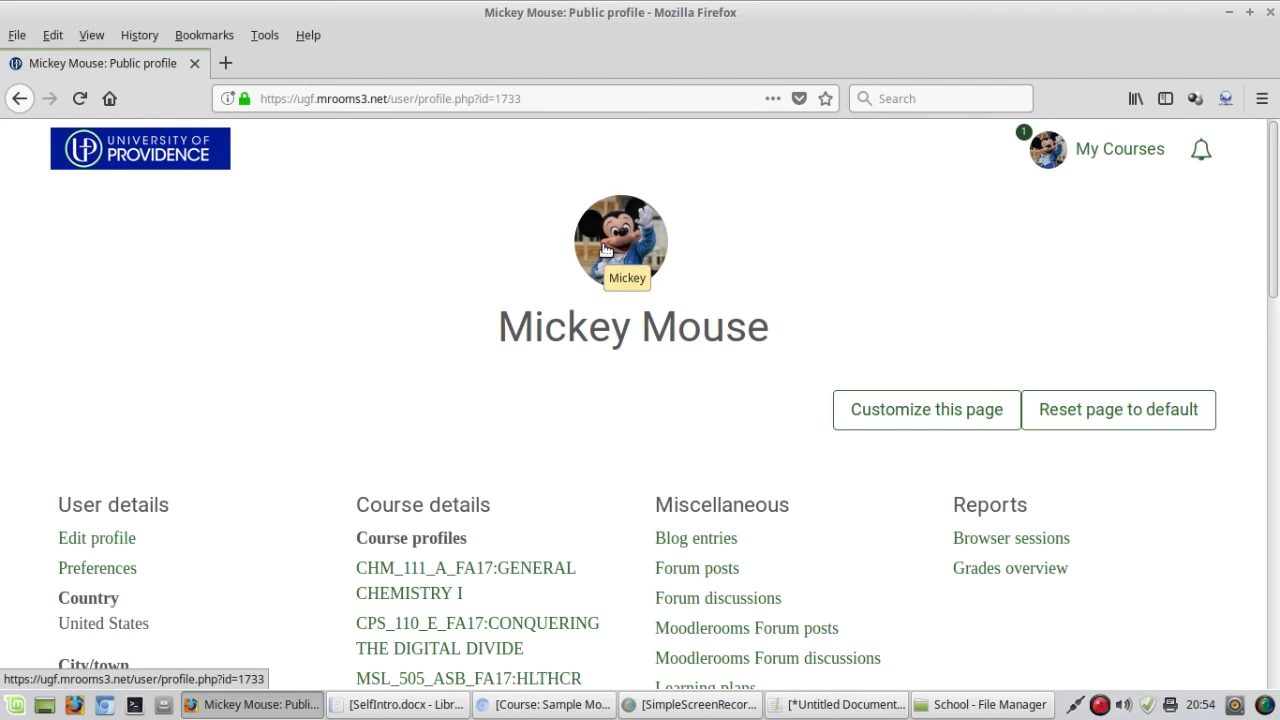 Mickey Mouse: Public profile - Mozilla Firefox
File Edit View History Bookmarks Tools Help
Mickey Mouse: Public profile
https://ugf.mrooms3.net/user/profile.php?id=1733
Search
UNIVERSITY OF
PROVIDENCE
UP
1
My Courses
Mickey
Mickey Mouse
Customize this page
Reset page to default
User details
Edit profile
Preferences
Country
United States
City/town
Course details
Course profiles
CHM_111_A_FA17:GENERAL
CHEMISTRY I
CPS_110_E_FA17:CONQUERING
THE DIGITAL DIVIDE
MSL_505_ASB_FA17:HLTHCR
Miscellaneous
Blog entries
Forum posts
Forum discussions
Moodlerooms Forum posts
Moodlerooms Forum discussions
Learning plans
Reports
Browser sessions
Grades overview
https://ugf.mrooms3.net/user/profile.php?id=1733
Mickey Mouse: Publi...
[SelfIntro.docx - Libr...
[Course: Sample Mo...
[SimpleScreenRecor...
[*Untitled Document...
School - File Manager
20:54